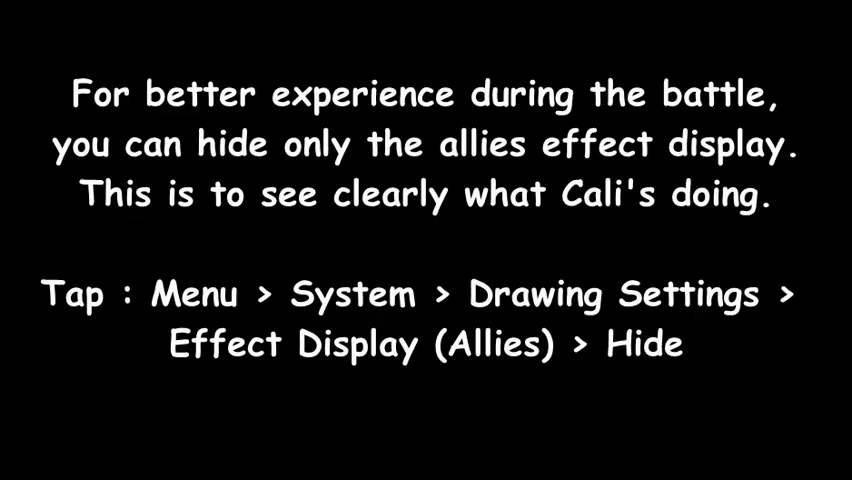 For better experience during the battle,
you can hide only the allies effect display.
This is to see clearly what Cali's doing.
Tap : Menu > System > Drawing Settings >
Effect Display (Allies) > Hide